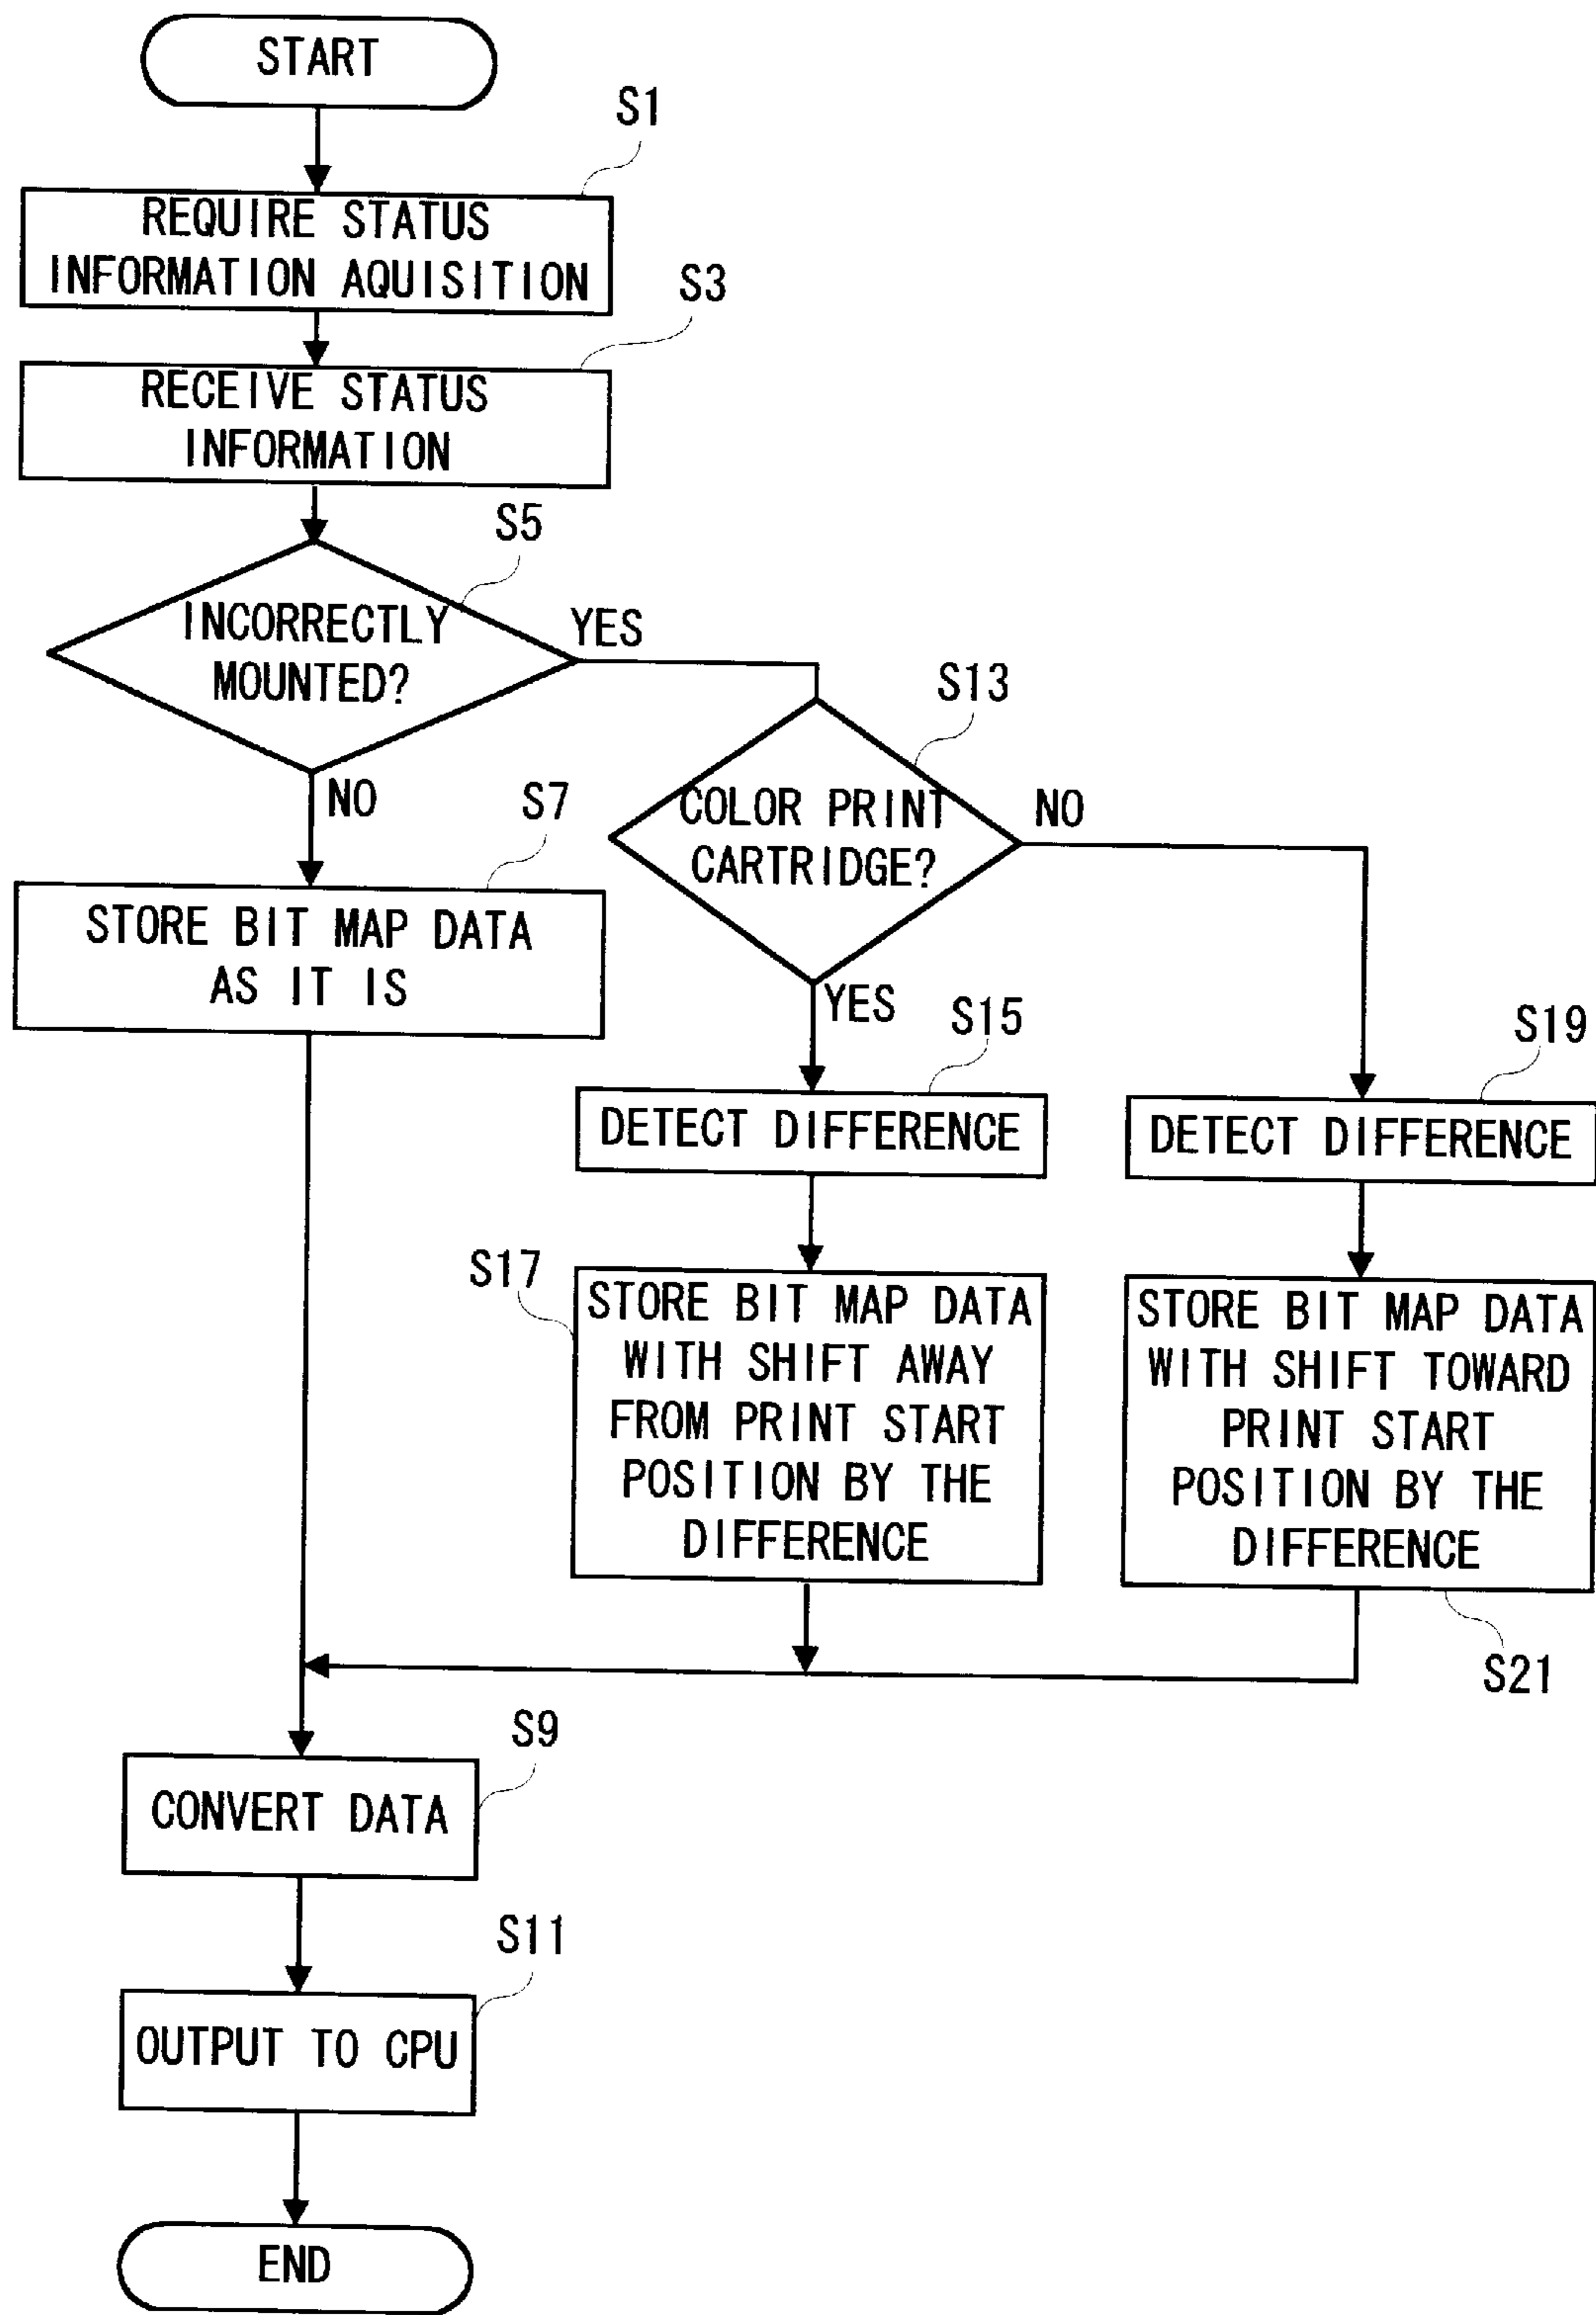 START
S1
REQUIRE STATUS
INFORMATION AQUISITION
S3
RECEIVE STATUS
INFORMATION
S5
INCORRECTLY
MOUNTED?
YES
NO
S13
COLOR PRINT
CARTRIDGE?
NO
YES
S7
STORE BIT MAP DATA
AS IT IS
S15
DETECT DIFFERENCE
S19
DETECT DIFFERENCE
S17
STORE BIT MAP DATA
WITH SHIFT AWAY
FROM PRINT START
POSITION BY THE
DIFFERENCE
STORE BIT MAP DATA
WITH SHIFT TOWARD
PRINT START
POSITION BY THE
DIFFERENCE
S21
S9
CONVERT DATA
S11
OUTPUT TO CPU
END